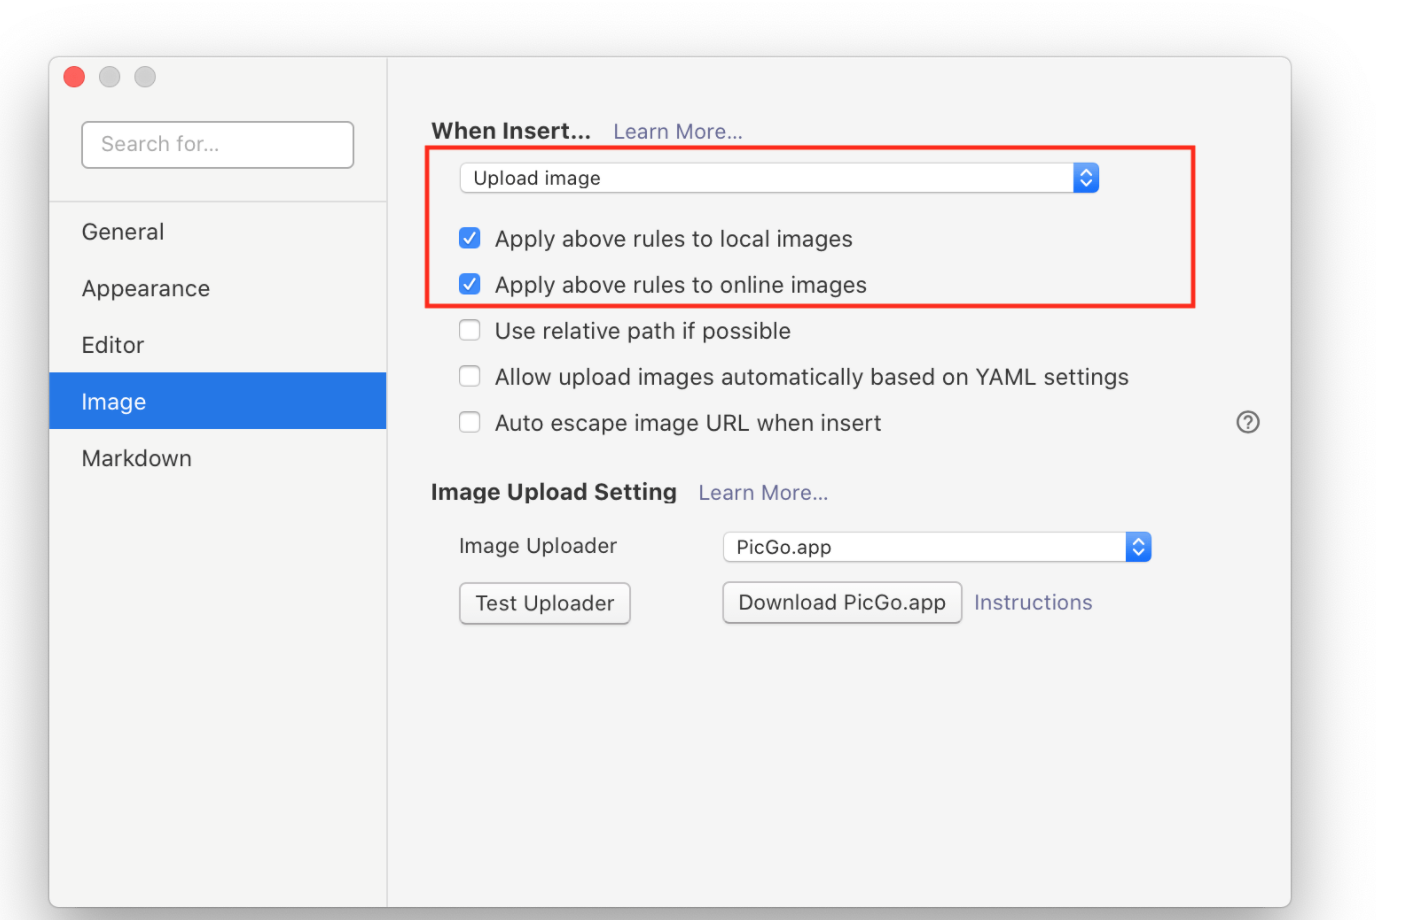 Search for...
General
Appearance
Editor
Image
Markdown
When Insert... Learn More...
Upload image
Apply above rules to local images
Apply above rules to online images
Use relative path if possible
Allow upload images automatically based on YAML settings
Auto escape image URL when insert ?
Image Upload Setting Learn More...
Image Uploader PicGo.app
Test Uploader Download PicGo.app Instructions